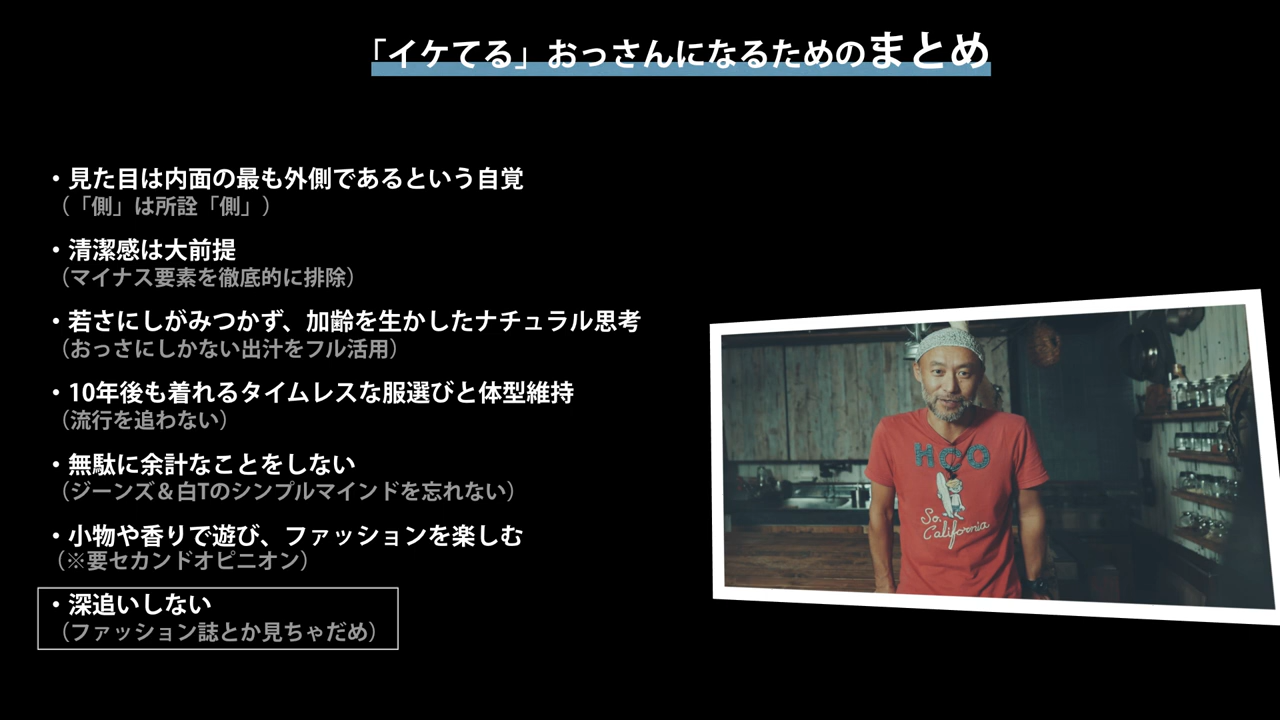 「イケてる」おっさんになるためのまとめ
・見た目は内面の最も外側であるという自覚
（「側」は所詮「側」）
・清潔感は大前提
（マイナス要素を徹底的に排除）
・若さにしがみつかず、加齢を生かしたナチュラル思考
（おっさにしかない出汁をフル活用）
・10年後も着れるタイムレスな服選びと体型維持
（流行を追わない）
・無駄に余計なことをしない
（ジーンズ＆白Tのシンプルマインドを忘れない）
・小物や香りで遊び、ファッションを楽しむ
（※要セカンドオピニオン）
・深追いしない
（ファッション誌とか見ちゃだめ）
HCO
So.
California